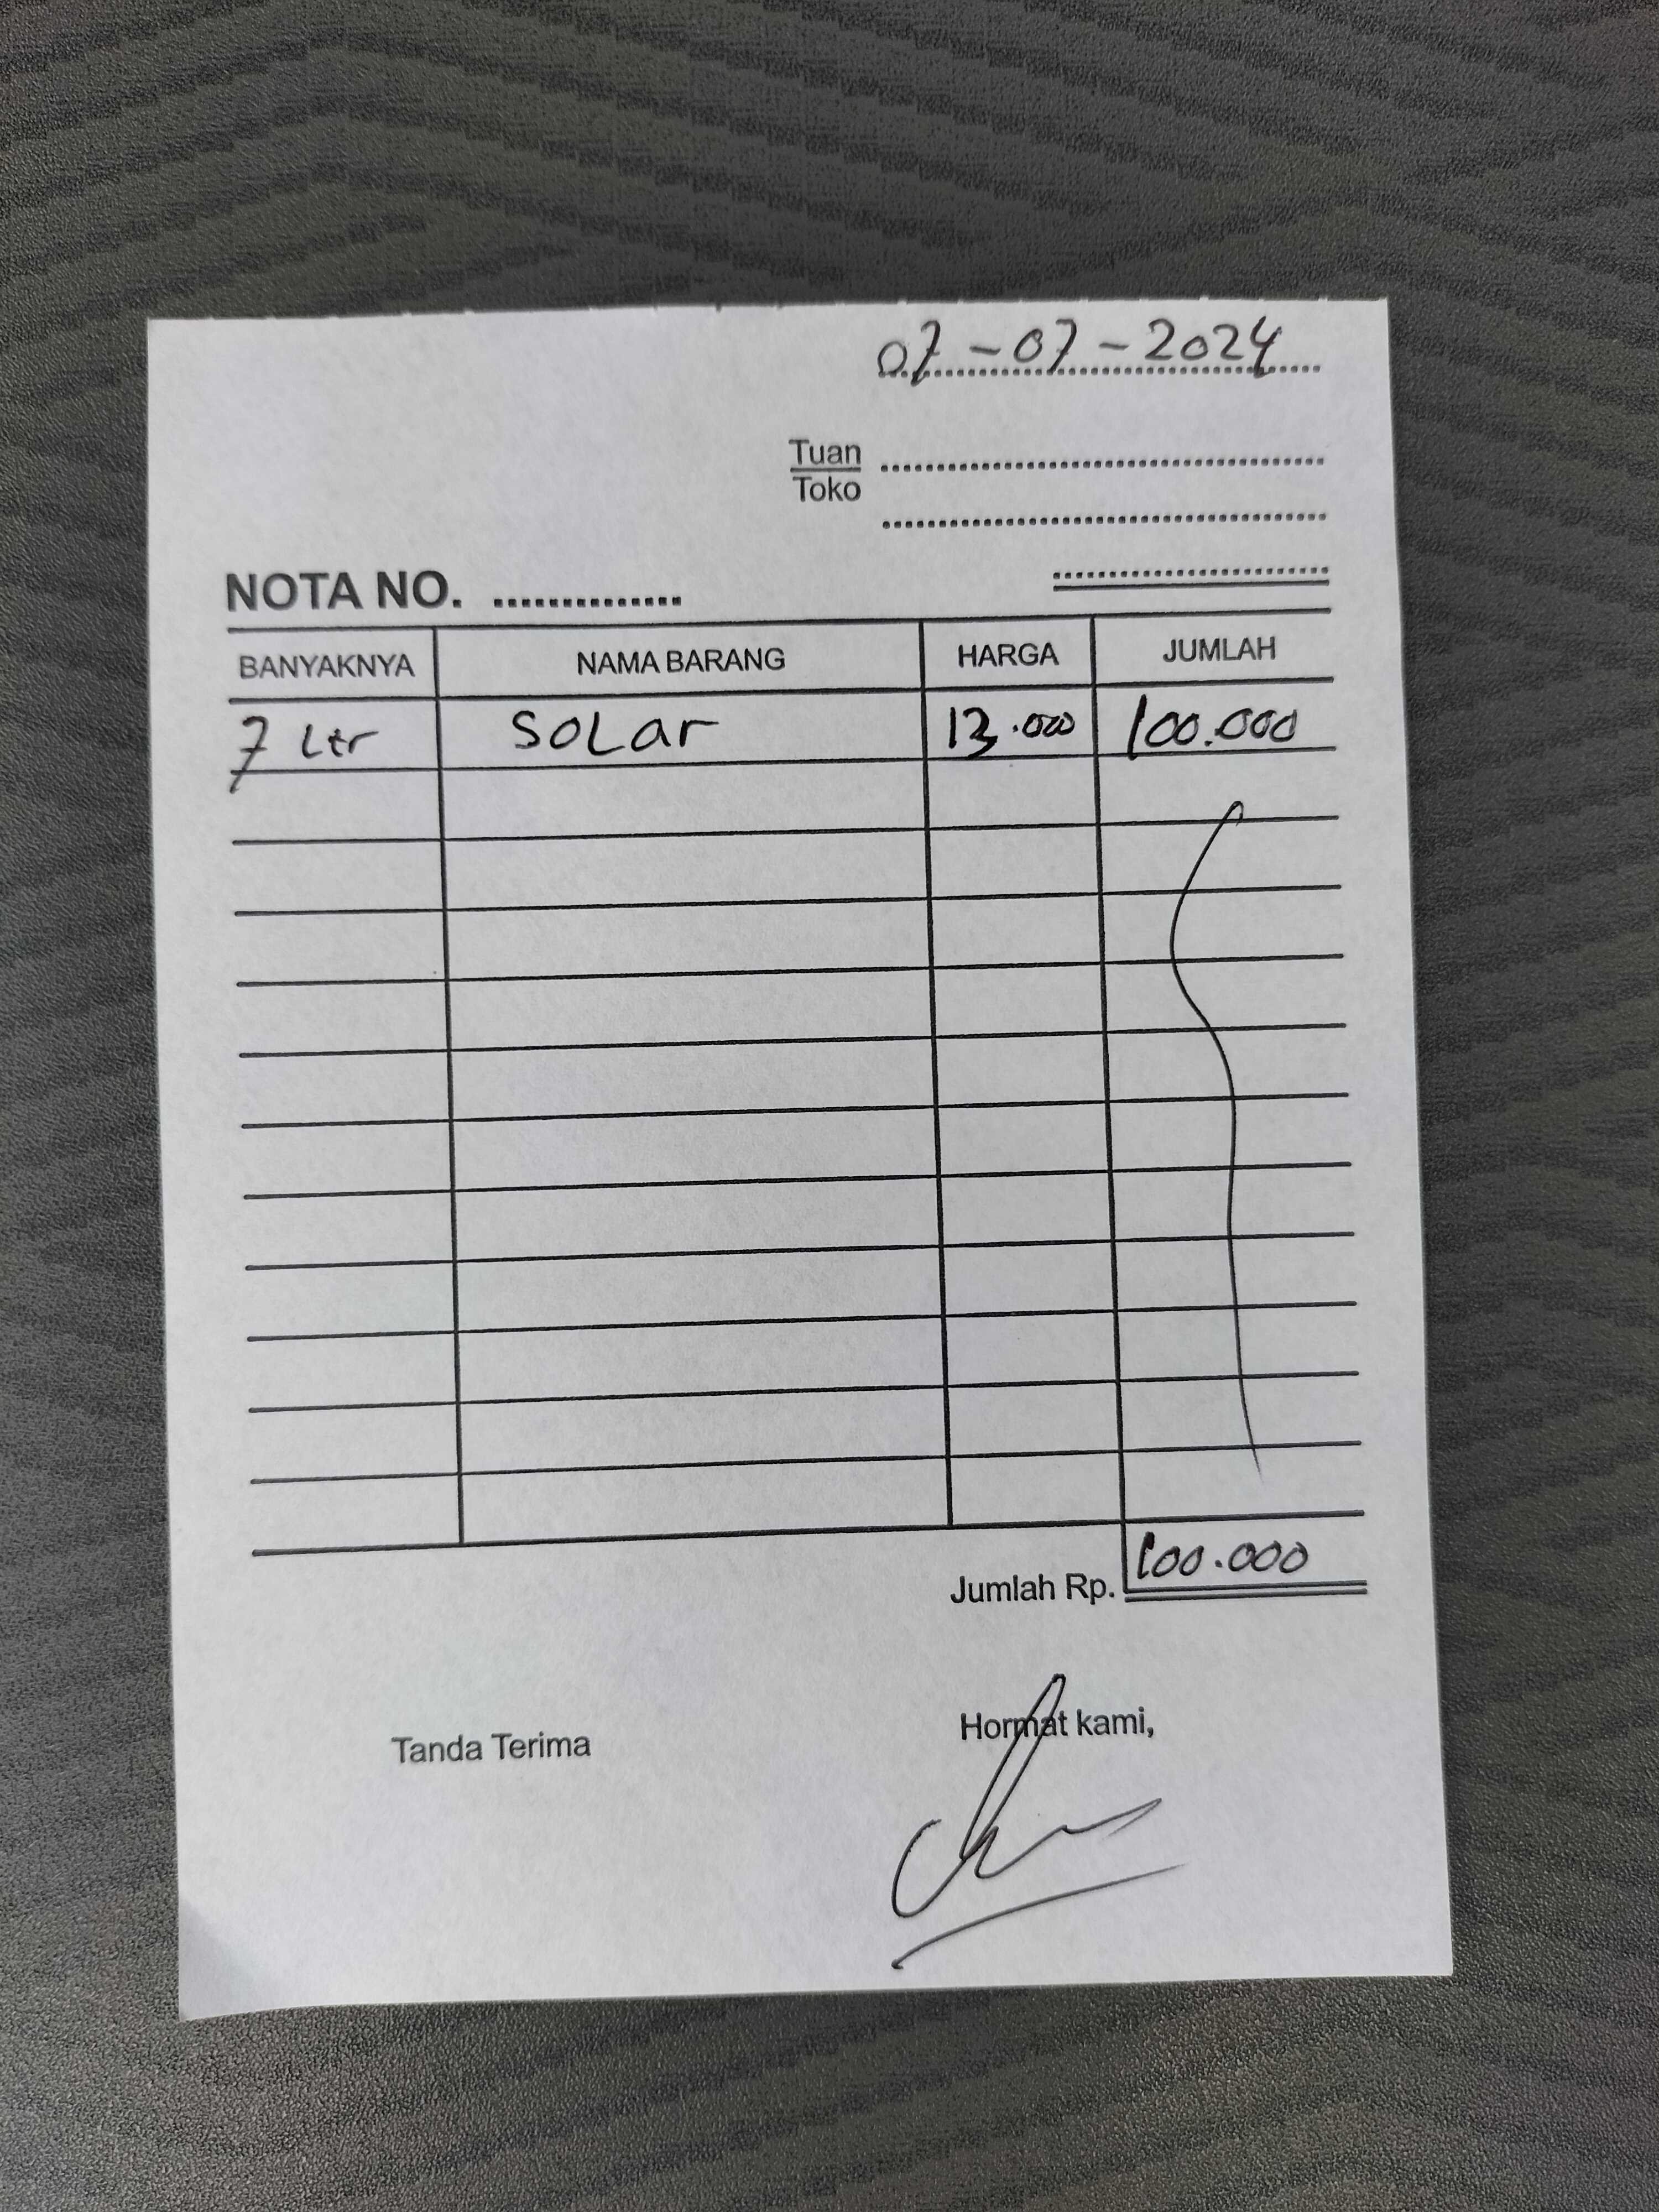 07-07-2024
Tuan
Toko
NOTA NO.
BANYAKNYA NAMA BARANG HARGA JUMLAH
7 Ltr SOLar 13.000 100.000
Jumlah Rp. 100.000
Tanda Terima Hormat kami,